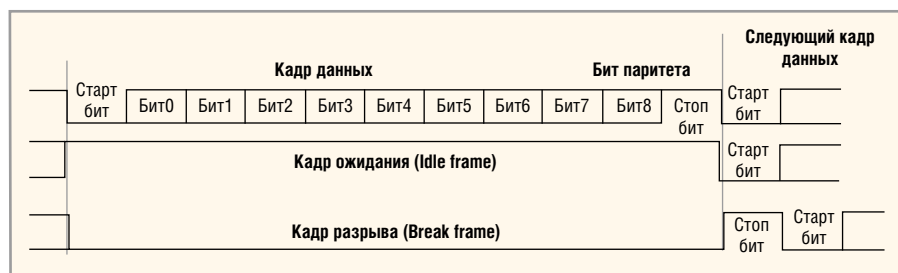 Следующий кадр
данных
Кадр данных
Бит паритета
Старт
бит
Бит0
Бит1
Бит2
Бит3
Бит4
Бит5
Бит6
Бит7
Бит8
Стоп
бит
Старт
бит
Кадр ожидания (Idle frame)
Старт
бит
Кадр разрыва (Break frame)
Стоп
бит
Старт
бит